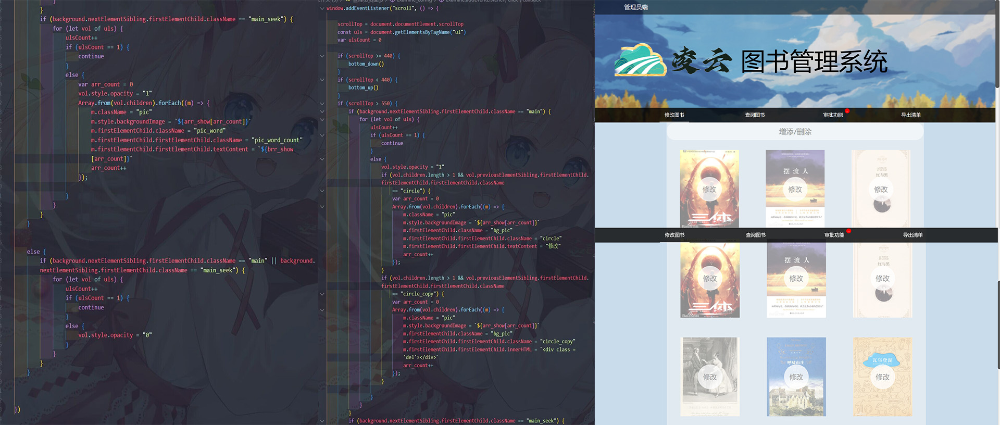 }
if (background.nextElementSibling.firstElementChild.className == "main_seek") {
for (let vol of uls) {
ulsCount++
if (ulsCount == 1) {
continue
}
else {
var arr_count = 0
vol.style.opacity = "1"
Array.from(vol.children).forEach((m) => {
m.className = "pic"
m.style.backgroundImage = `${arr_show[arr_count]}`
m.firstElementChild.className = "pic_word"
m.firstElementChild.firstElementChild.className = "pic_word_count"
m.firstElementChild.firstElementChild.textContent = `${brr_show
[arr_count]}`
arr_count++
});
}
}
}
}
else {
if (background.nextElementSibling.firstElementChild.className == "main" || background.
nextElementSibling.firstElementChild.className == "main_seek") {
for (let vol of uls) {
ulsCount++
if (ulsCount == 1) {
continue
}
else {
vol.style.opacity = "0"
}
}
}
}
})
window.addEventListener("scroll", () => {
scrollTop = document.documentElement.scrollTop
const uls = document.getElementsByTagName("ul")
var ulsCount = 0
if (scrollTop >= 440) {
bottom_down()
}
if (scrollTop < 440) {
bottom_up()
}
if (scrollTop > 550) {
if (background.nextElementSibling.firstElementChild.className == "main") {
for (let vol of uls) {
ulsCount++
if (ulsCount == 1) {
continue
}
else {
vol.style.opacity = "1"
if (vol.children.length > 1 && vol.previousElementSibling.firstElementChild.
firstElementChild.firstElementChild.className
== "circle") {
var arr_count = 0
Array.from(vol.children).forEach((m) => {
m.className = "pic"
m.style.backgroundImage = `${arr_show[arr_count]}`
m.firstElementChild.className = "bg_pic"
m.firstElementChild.firstElementChild.className = "circle"
m.firstElementChild.firstElementChild.textContent = "修改"
arr_count++
});
}
if (vol.children.length > 1 && vol.previousElementSibling.firstElementChild.
firstElementChild.firstElementChild.className
== "circle_copy") {
var arr_count = 0
Array.from(vol.children).forEach((m) => {
m.className = "pic"
m.style.backgroundImage = `${arr_show[arr_count]}`
m.firstElementChild.className = "bg_pic"
m.firstElementChild.firstElementChild.className = "circle_copy"
m.firstElementChild.firstElementChild.innerHTML = `<div class =
'del'></div>`
arr_count++
});
}
}
}
}
if (background.nextElementSibling.firstElementChild.className == "main_seek") {
管理员端
凌云 图书管理系统
修改图书 查阅图书 审批功能 导出清单
增添/删除
摆渡人
红与黑
修改 修改 修改
三体
修改图书 查阅图书 审批功能 导出清单
摆渡人
红与黑
修改 修改 修改
三体
Baidu百科
呼啸山庄
瓦尔登湖
修改 修改 修改